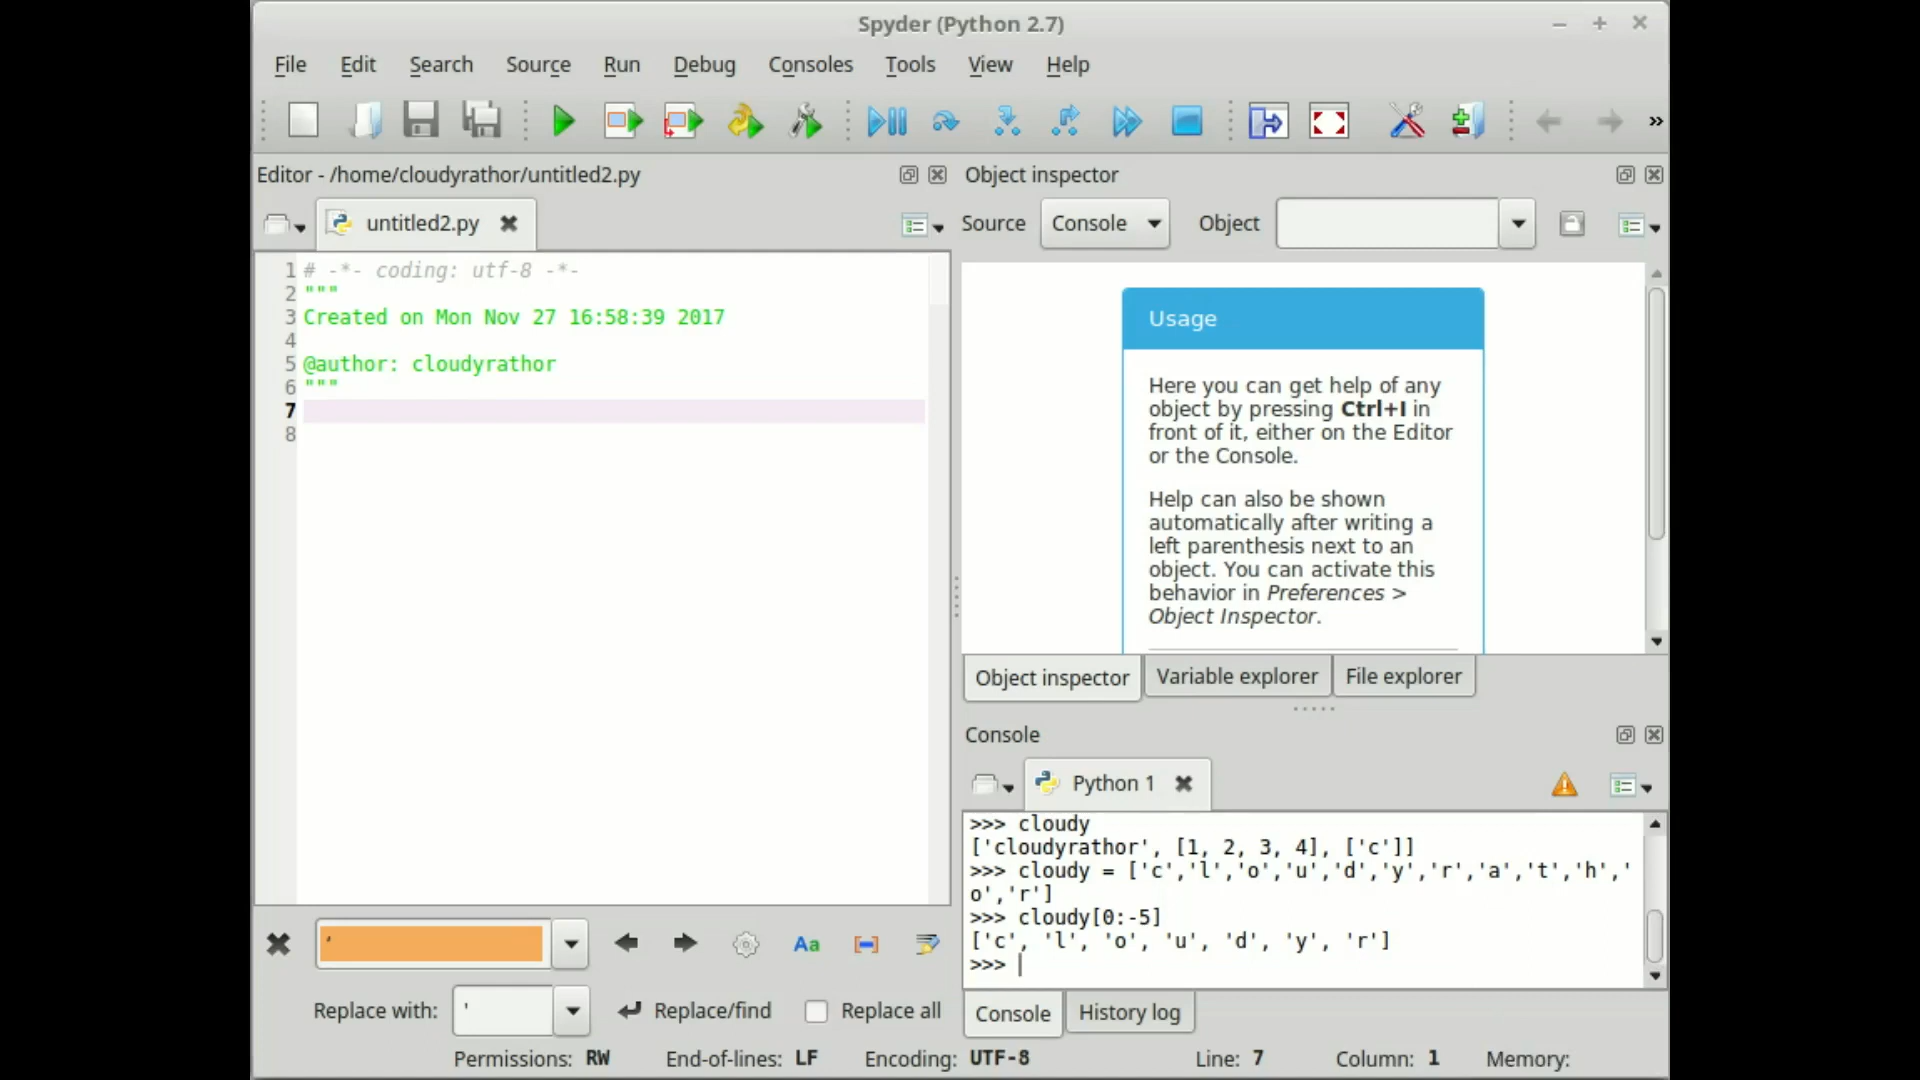 Spyder (Python 2.7)
File Edit Search Source Run Debug Consoles Tools View Help
Editor - /home/cloudyrathor/untitled2.py
untitled2.py
1 # -*- coding: utf-8 -*-
2 """
3 Created on Mon Nov 27 16:58:39 2017
4
5 @author: cloudyrathor
6 """
7
8
'
Aa
Replace with: ' Replace/find Replace all
Object inspector
Source Console Object
Usage
Here you can get help of any
object by pressing Ctrl+I in
front of it, either on the Editor
or the Console.
Help can also be shown
automatically after writing a
left parenthesis next to an
object. You can activate this
behavior in Preferences >
Object Inspector.
Object inspector Variable explorer File explorer
Console
Python 1
>>> cloudy
['cloudyrathor', [1, 2, 3, 4], ['c']]
>>> cloudy = ['c','l','o','u','d','y','r','a','t','h','
o','r']
>>> cloudy[0:-5]
['c', 'l', 'o', 'u', 'd', 'y', 'r']
>>>
Console History log
Permissions: RW End-of-lines: LF Encoding: UTF-8 Line: 7 Column: 1 Memory: